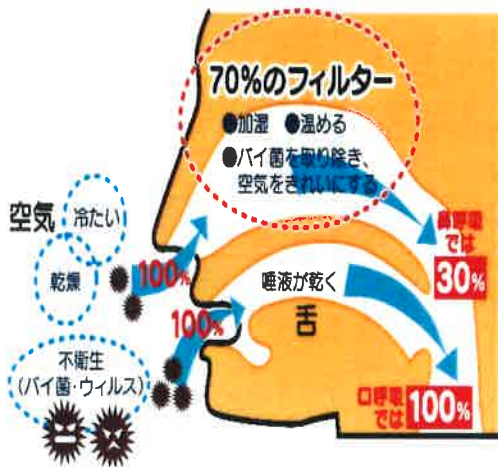 70%のフィルター
●加湿 ●温める
●バイ菌を取り除き、
空気をきれいにする
空気
冷たい
乾燥
100%
鼻呼吸
では
30%
唾液が乾く
100%
舌
不衛生
(バイ菌・ウィルス)
口呼吸
では
100%